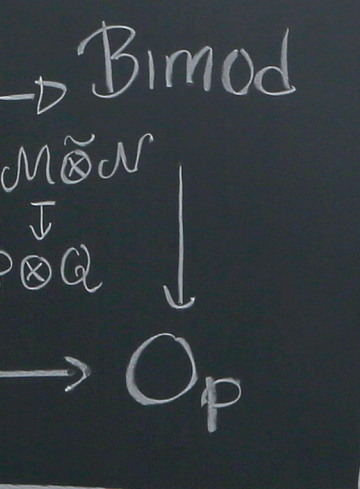 Bimod
M ⊗̃ N
P ⊗ Q
Op